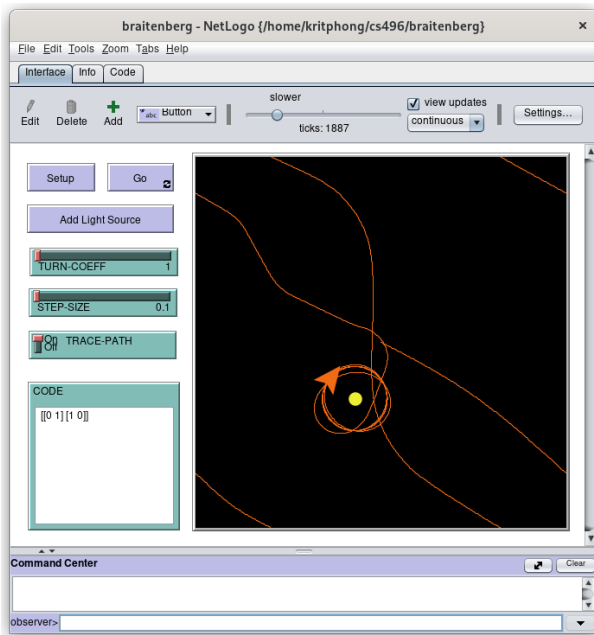 braitenberg - NetLogo {/home/kritphong/cs496/braitenberg}
×
File Edit Tools Zoom Tabs Help
Interface Info Code
slower
view updates
Edit Delete Add abc Button continuous Settings...
ticks: 1887
Setup Go
Add Light Source
TURN-COEFF 1
STEP-SIZE 0.1
On
Off
TRACE-PATH
CODE
[[0 1] [1 0]]
Command Center Clear
observer>